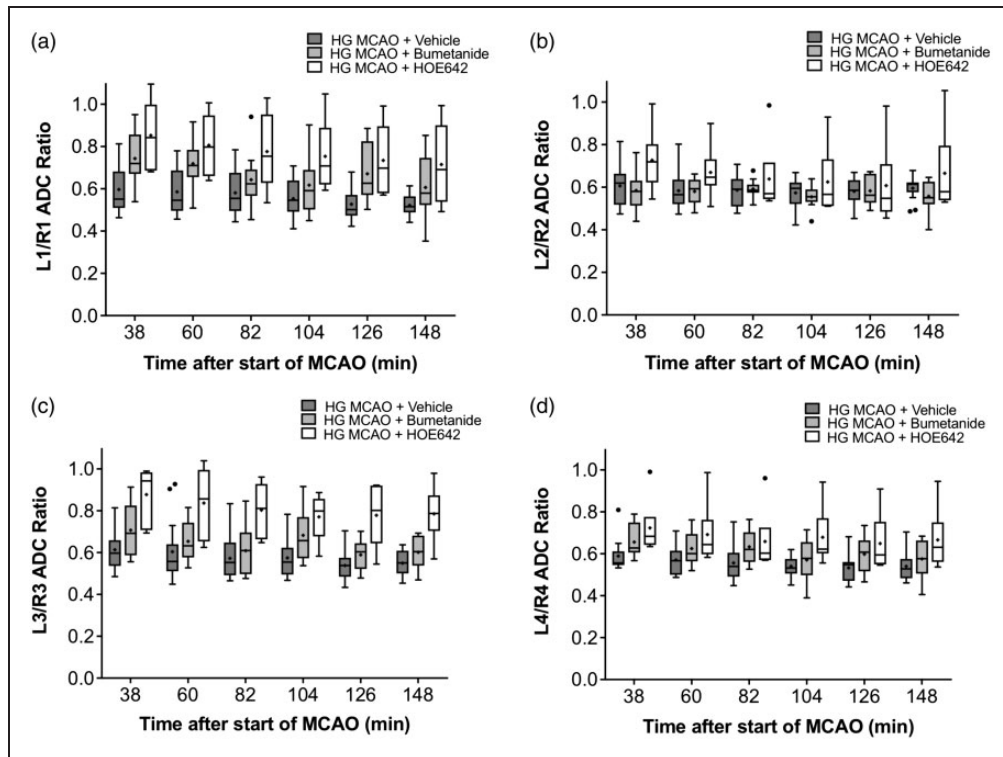 (a)
HG MCAO + Vehicle
HG MCAO + Bumetanide
HG MCAO + HOE642
L1/R1 ADC Ratio
1.0
0.8
0.6
0.4
0.2
0.0
38 60 82 104 126 148
Time after start of MCAO (min)
(b)
HG MCAO + Vehicle
HG MCAO + Bumetanide
HG MCAO + HOE642
L2/R2 ADC Ratio
1.0
0.8
0.6
0.4
0.2
0.0
38 60 82 104 126 148
Time after start of MCAO (min)
(c)
HG MCAO + Vehicle
HG MCAO + Bumetanide
HG MCAO + HOE642
L3/R3 ADC Ratio
1.0
0.8
0.6
0.4
0.2
0.0
38 60 82 104 126 148
Time after start of MCAO (min)
(d)
HG MCAO + Vehicle
HG MCAO + Bumetanide
HG MCAO + HOE642
L4/R4 ADC Ratio
1.0
0.8
0.6
0.4
0.2
0.0
38 60 82 104 126 148
Time after start of MCAO (min)